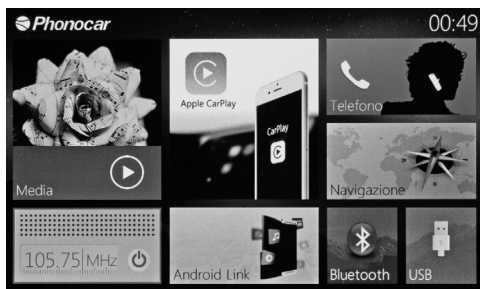 Phonocar
00:49
Apple CarPlay
CarPlay
Telefono
Media
Navigazione
105.75 MHz
Android Link
Bluetooth
USB